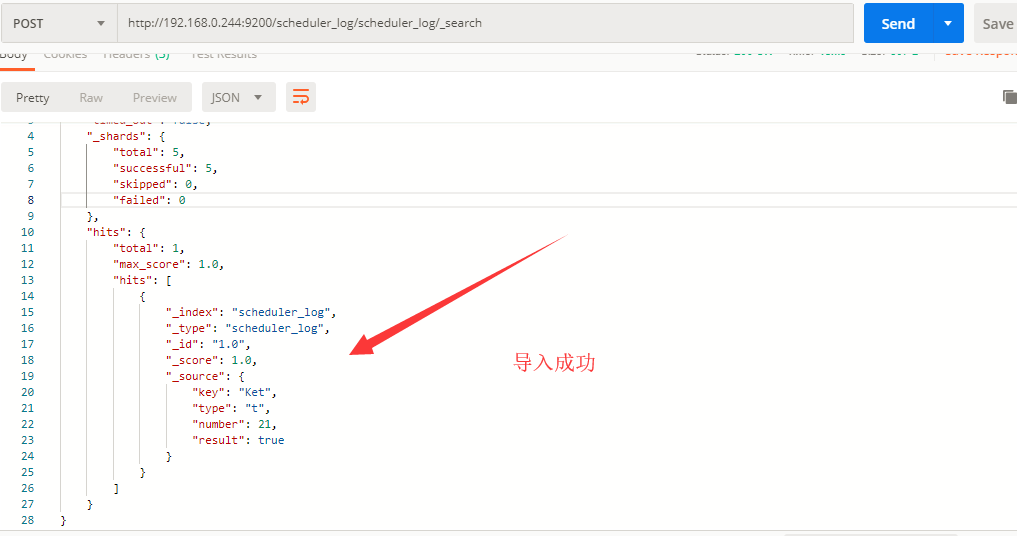 POST http://192.168.0.244:9200/scheduler_log/scheduler_log/_search Send Save
Body Cookies Headers (3) Test Results
Pretty Raw Preview JSON
3 "timed_out": false,
4 "_shards": {
5 "total": 5,
6 "successful": 5,
7 "skipped": 0,
8 "failed": 0
9 },
10 "hits": {
11 "total": 1,
12 "max_score": 1.0,
13 "hits": [
14 {
15 "_index": "scheduler_log",
16 "_type": "scheduler_log",
17 "_id": "1.0",
18 "_score": 1.0,
19 "_source": {
20 "key": "Ket",
21 "type": "t",
22 "number": 21,
23 "result": true
24 }
25 }
26 ]
27 }
28 }
导入成功